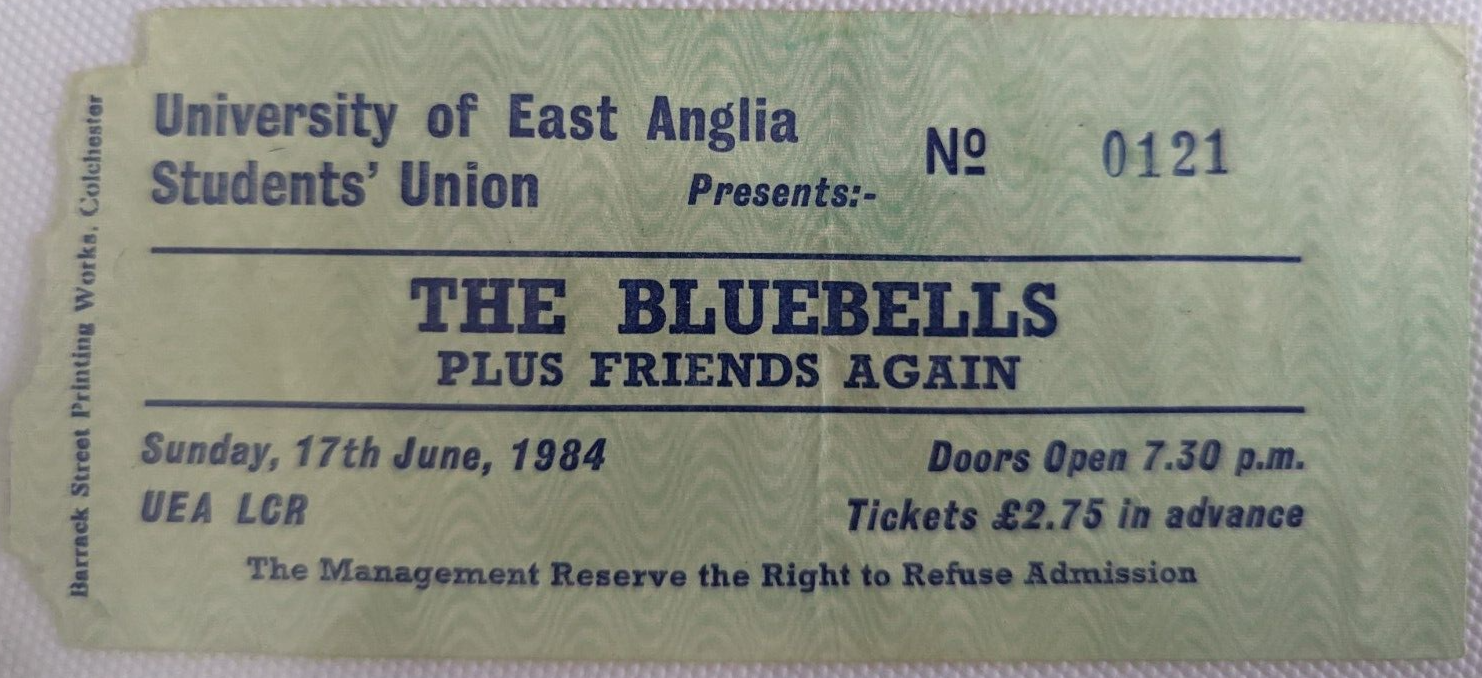 University of East Anglia
Students' Union Presents:-
Nº 0121
THE BLUEBELLS
PLUS FRIENDS AGAIN
Sunday, 17th June, 1984
Doors Open 7.30 p.m.
UEA LCR
Tickets £2.75 in advance
The Management Reserve the Right to Refuse Admission
Barrack Street Printing Works, Colchester